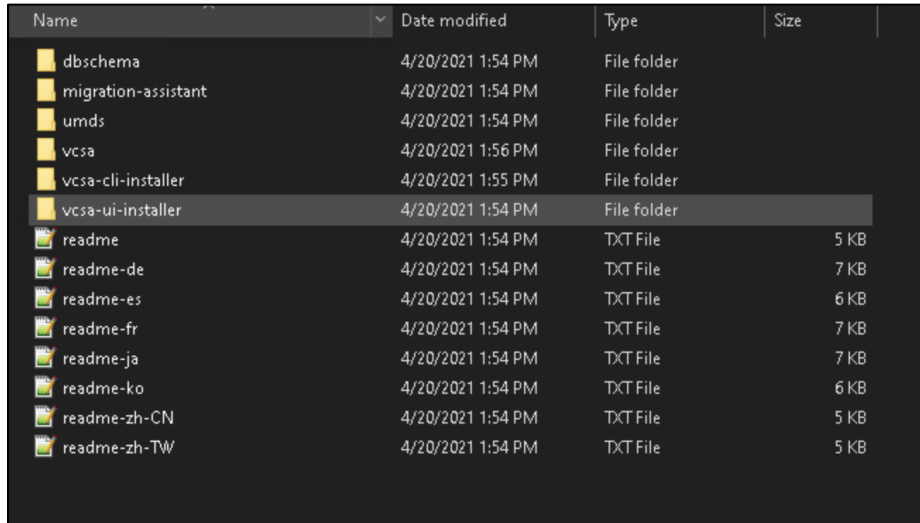 Name Date modified Type Size
dbschema 4/20/2021 1:54 PM File folder
migration-assistant 4/20/2021 1:54 PM File folder
umds 4/20/2021 1:54 PM File folder
vcsa 4/20/2021 1:56 PM File folder
vcsa-cli-installer 4/20/2021 1:55 PM File folder
vcsa-ui-installer 4/20/2021 1:54 PM File folder
readme 4/20/2021 1:54 PM TXT File 5 KB
readme-de 4/20/2021 1:54 PM TXT File 7 KB
readme-es 4/20/2021 1:54 PM TXT File 6 KB
readme-fr 4/20/2021 1:54 PM TXT File 7 KB
readme-ja 4/20/2021 1:54 PM TXT File 7 KB
readme-ko 4/20/2021 1:54 PM TXT File 6 KB
readme-zh-CN 4/20/2021 1:54 PM TXT File 5 KB
readme-zh-TW 4/20/2021 1:54 PM TXT File 5 KB